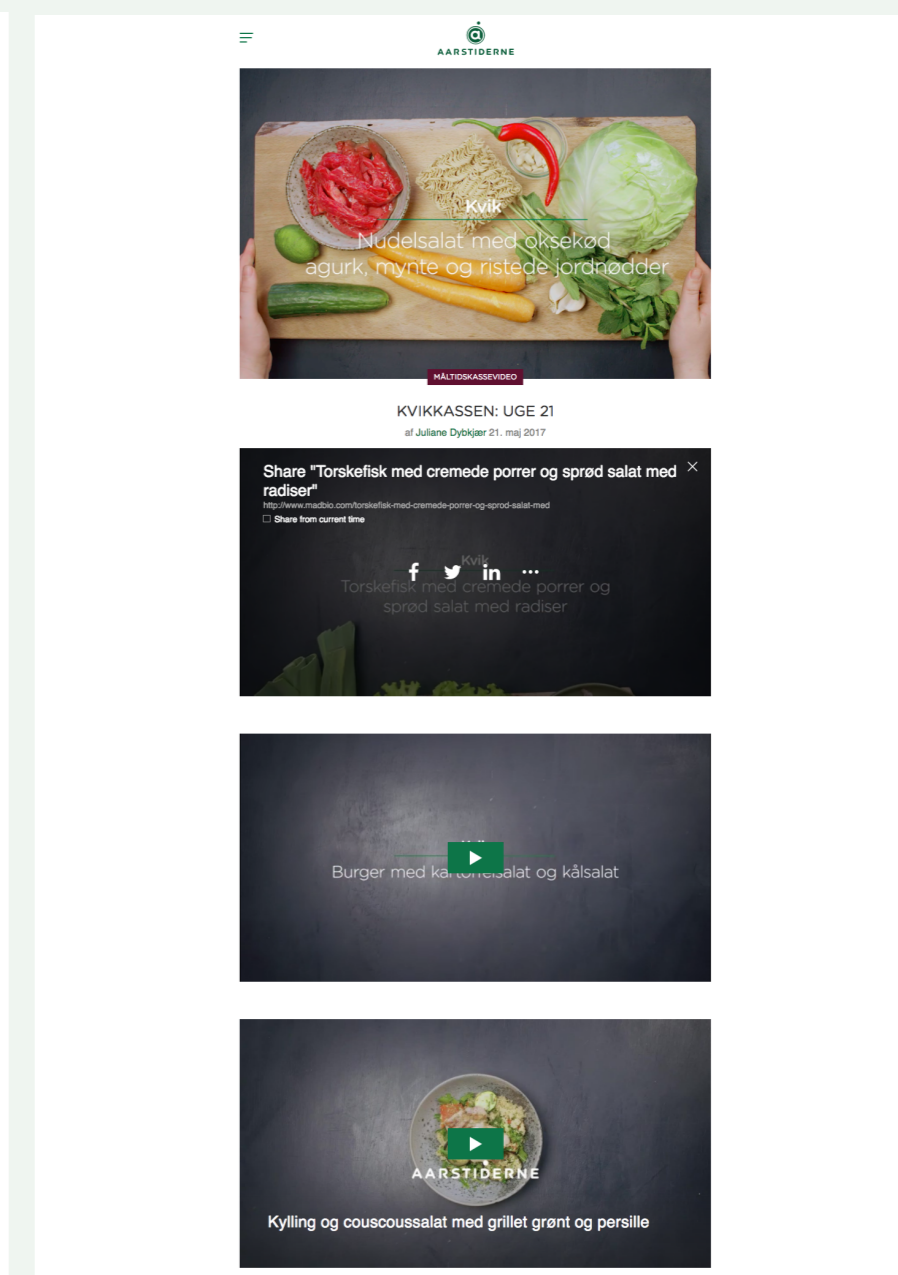 AARSTIDERNE
Kvik
Nudelsalat med oksekød
agurk, mynte og ristede jordnødder
MÅLTIDSKASSEVIDEO
KVIKKASSEN: UGE 21
af Juliane Dybkjær 21. maj 2017
Share "Torskefisk med cremede porrer og sprød salat med
radiser"
http://www.madbio.com/torskefisk-med-cremede-porrer-og-sprod-salat-med
Share from current time
Kvik
Torskefisk med cremede porrer og
sprød salat med radiser
Burger med kartoffelsalat og kålsalat
AARSTIDERNE
Kylling og couscoussalat med grillet grønt og persille